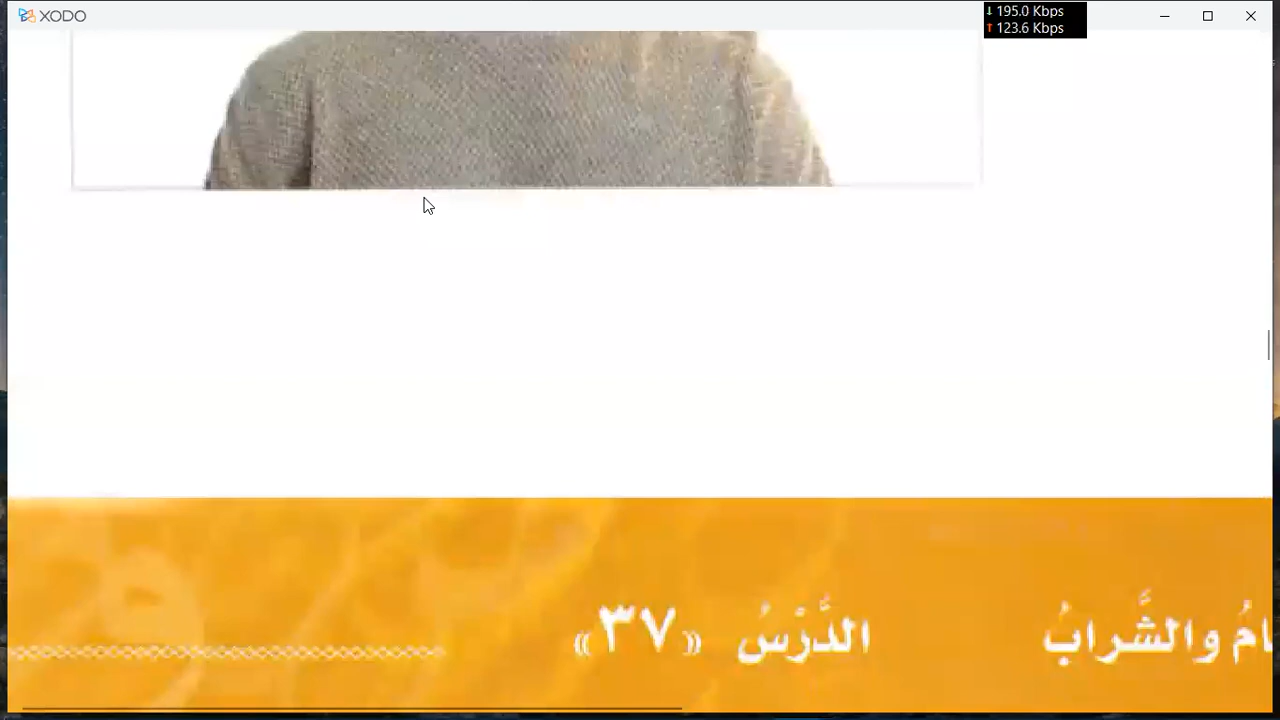 XODO
↓ 195.0 Kbps
↑ 123.6 Kbps
والشَّرابُ الدَّرْسُ «٣٧»